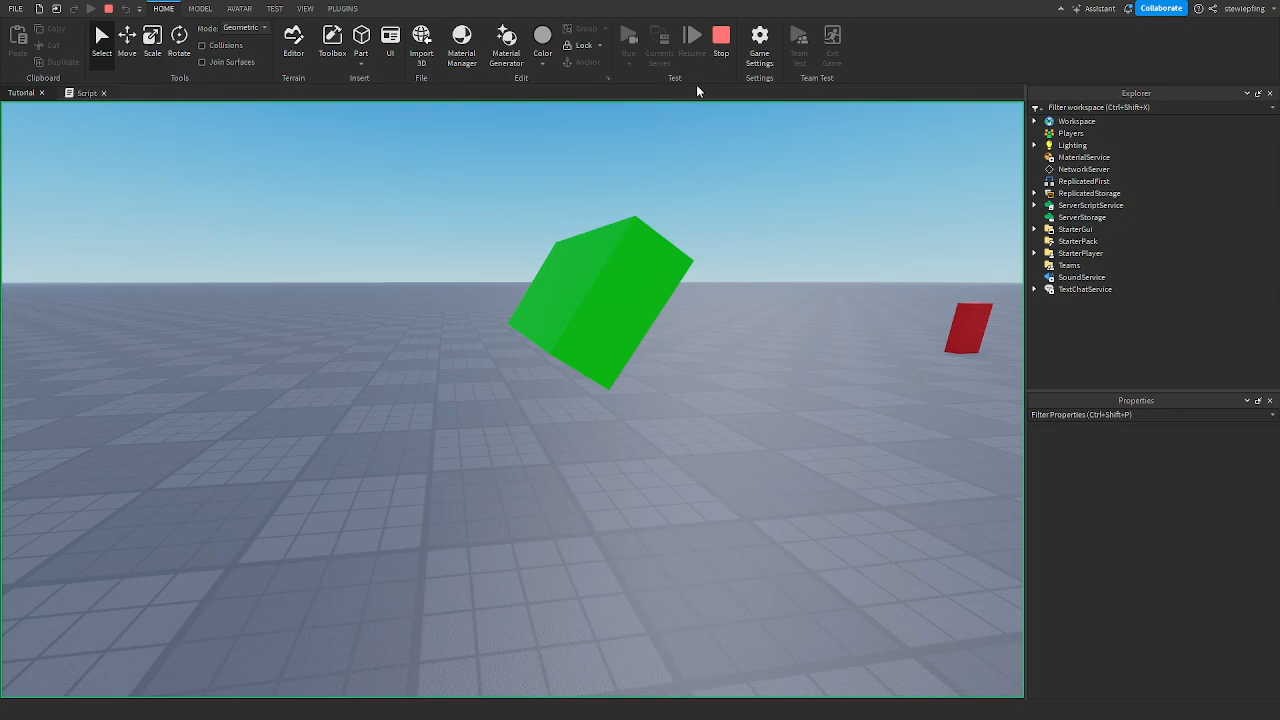 FILE HOME MODEL AVATAR TEST VIEW PLUGINS Assistant Collaborate stewiepfing
Paste Copy Cut Duplicate Clipboard
Select Move Scale Rotate Mode: Geometric Collisions Join Surfaces Tools
Editor Terrain
Toolbox Part UI Insert
Import 3D File
Material Manager Material Generator Color Group Lock Anchor Edit
Run Current: Server Resume Stop Test
Game Settings Settings
Team Test Exit Game Team Test
Tutorial Script
Explorer
Filter workspace (Ctrl+Shift+X)
Workspace
Players
Lighting
MaterialService
NetworkServer
ReplicatedFirst
ReplicatedStorage
ServerScriptService
ServerStorage
StarterGui
StarterPack
StarterPlayer
Teams
SoundService
TextChatService
Properties
Filter Properties (Ctrl+Shift+P)